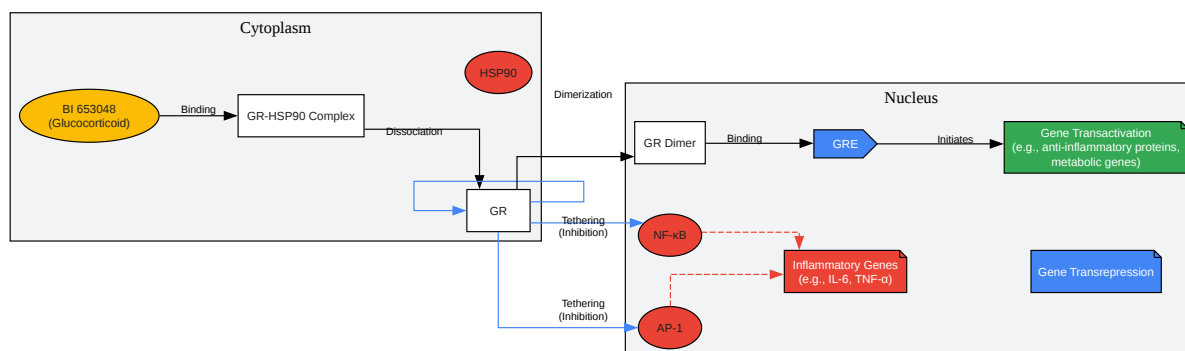 Cytoplasm
HSP90
BI 653048
(Glucocorticoid)
Binding
GR-HSP90 Complex
Dissociation
GR
Dimerization
Nucleus
GR Dimer
Binding
GRE
Initiates
Gene Transactivation
(e.g., anti-inflammatory proteins,
metabolic genes)
Tethering
(Inhibition)
NF-κB
Inflammatory Genes
(e.g., IL-6, TNF-α)
Gene Transrepression
Tethering
(Inhibition)
AP-1